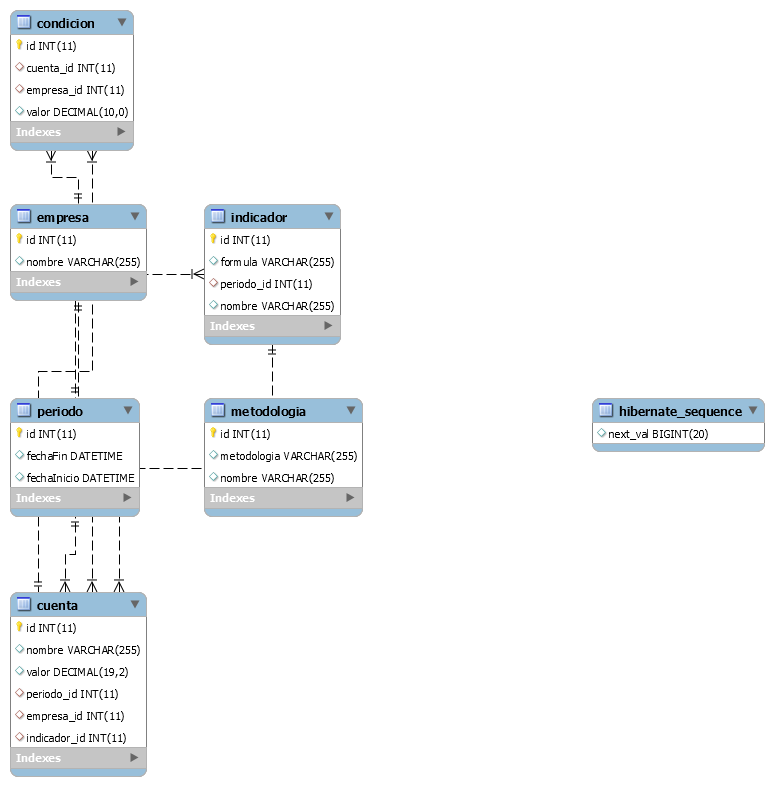 condicion
id INT(11)
cuenta_id INT(11)
empresa_id INT(11)
valor DECIMAL(10,0)
Indexes
empresa
id INT(11)
nombre VARCHAR(255)
Indexes
indicador
id INT(11)
formula VARCHAR(255)
periodo_id INT(11)
nombre VARCHAR(255)
Indexes
periodo
id INT(11)
fechaFin DATETIME
fechaInicio DATETIME
Indexes
metodologia
id INT(11)
metodologia VARCHAR(255)
nombre VARCHAR(255)
Indexes
hibernate_sequence
next_val BIGINT(20)
cuenta
id INT(11)
nombre VARCHAR(255)
valor DECIMAL(19,2)
periodo_id INT(11)
empresa_id INT(11)
indicador_id INT(11)
Indexes